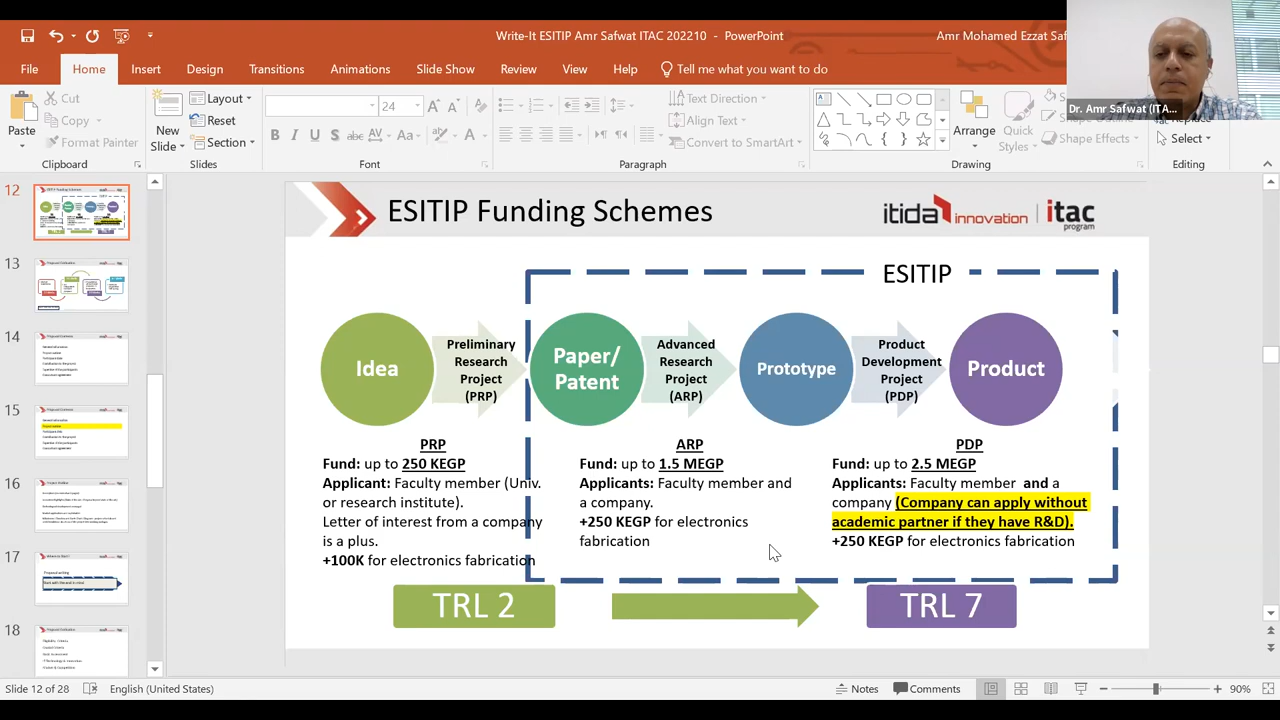 Write-It ESITIP Amr Safwat ITAC 202210 - PowerPoint
Amr Mohamed Ezzat Saf
File Home Insert Design Transitions Animations Slide Show Review View Help Tell me what you want to do
Dr. Amr Safwat (ITA...
Paste
Cut
Copy
Format Painter
Clipboard
New Slide
Layout
Reset
Section
Slides
24
Font
Text Direction
Align Text
Convert to SmartArt
Paragraph
Arrange
Quick Styles
Shape Effects
Drawing
Replace
Select
Editing
12
13
14
15
16
17
18
ESITIP Funding Schemes
itida innovation | itac program
ESITIP
Idea
Preliminary
Research
Project
(PRP)
Paper/
Patent
Advanced
Research
Project
(ARP)
Prototype
Product
Development
Project
(PDP)
Product
PRP
Fund: up to 250 KEGP
Applicant: Faculty member (Univ.
or research institute).
Letter of interest from a company
is a plus.
+100K for electronics fabrication
ARP
Fund: up to 1.5 MEGP
Applicants: Faculty member and
a company.
+250 KEGP for electronics
fabrication
PDP
Fund: up to 2.5 MEGP
Applicants: Faculty member and a
company (Company can apply without
academic partner if they have R&D).
+250 KEGP for electronics fabrication
TRL 2
TRL 7
Slide 12 of 28 English (United States)
Notes Comments 90%